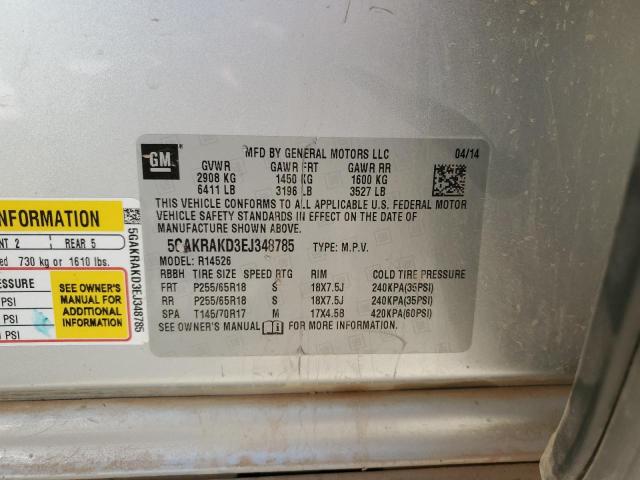 GM
MFD BY GENERAL MOTORS LLC 04/14
GVWR GAWR FRT GAWR RR
2908 KG 1450 KG 1600 KG
6411 LB 3196 LB 3527 LB
THIS VEHICLE CONFORMS TO ALL APPLICABLE U.S. FEDERAL MOTOR
VEHICLE SAFETY STANDARDS IN EFFECT ON THE DATE OF
MANUFACTURE SHOWN ABOVE.
5GAKRAKD3EJ348785 TYPE: M.P.V.
MODEL: R14526
RBBH TIRE SIZE SPEED RTG RIM COLD TIRE PRESSURE
FRT P255/65R18 S 18X7.5J 240KPA(35PSI)
RR P255/65R18 S 18X7.5J 240KPA(35PSI)
SPA T145/70R17 M 17X4.5B 420KPA(60PSI)
SEE OWNER'S MANUAL FOR MORE INFORMATION.
INFORMATION
NT 2 REAR 5
ed 730 kg or 1610 lbs.
RESSURE
PSI
PSI
PSI
SEE OWNER'S
MANUAL FOR
ADDITIONAL
INFORMATION
5GAKRAKD3EJ348785